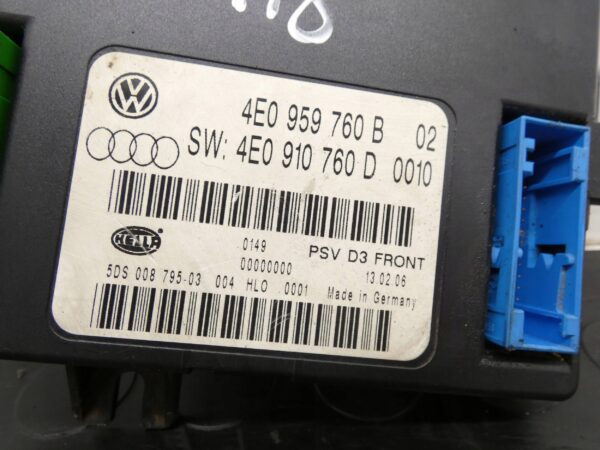 4E0 959 760 B 02
SW: 4E0 910 760 D 0010
HELLA
0149 PSV D3 FRONT
00000000 13.02.06
5DS 008 795-03 004 HLO 0001 Made in Germany